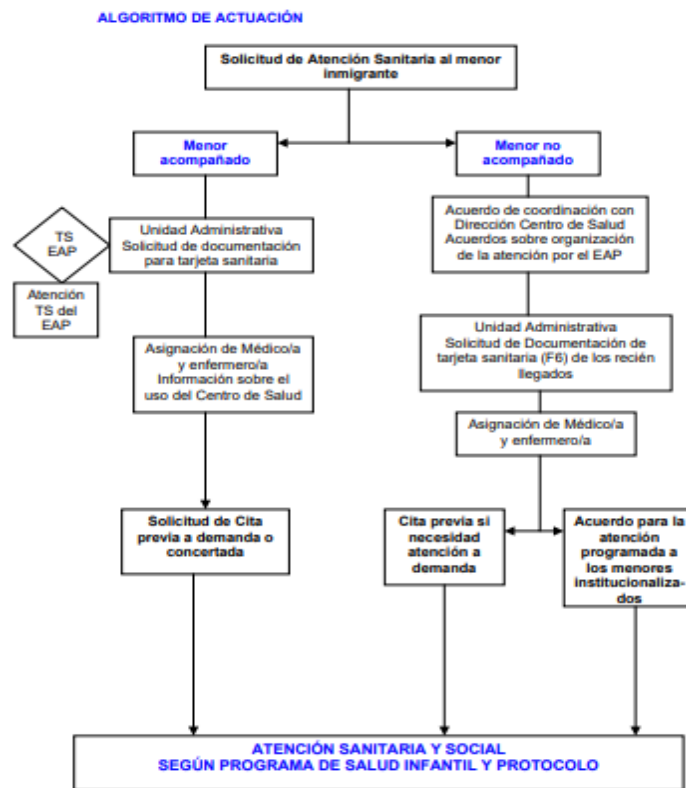 ALGORITMO DE ACTUACIÓN
Solicitud de Atención Sanitaria al menor
inmigrante
Menor
acompañado
Menor no
acompañado
TS
EAP
Atención
TS del
EAP
Unidad Administrativa
Solicitud de documentación
para tarjeta sanitaria
Acuerdo de coordinación con
Dirección Centro de Salud
Acuerdos sobre organización
de la atención por el EAP
Asignación de Médico/a
y enfermero/a
Información sobre el
uso del Centro de Salud
Unidad Administrativa
Solicitud de Documentación de
tarjeta sanitaria (F6) de los recién
llegados
Asignación de Médico/a
y enfermero/a
Solicitud de Cita
previa a demanda o
concertada
Cita previa si
necesidad
atención a
demanda
Acuerdo para la
atención
programada a
los menores
institucionaliza-
dos
ATENCIÓN SANITARIA Y SOCIAL
SEGÚN PROGRAMA DE SALUD INFANTIL Y PROTOCOLO